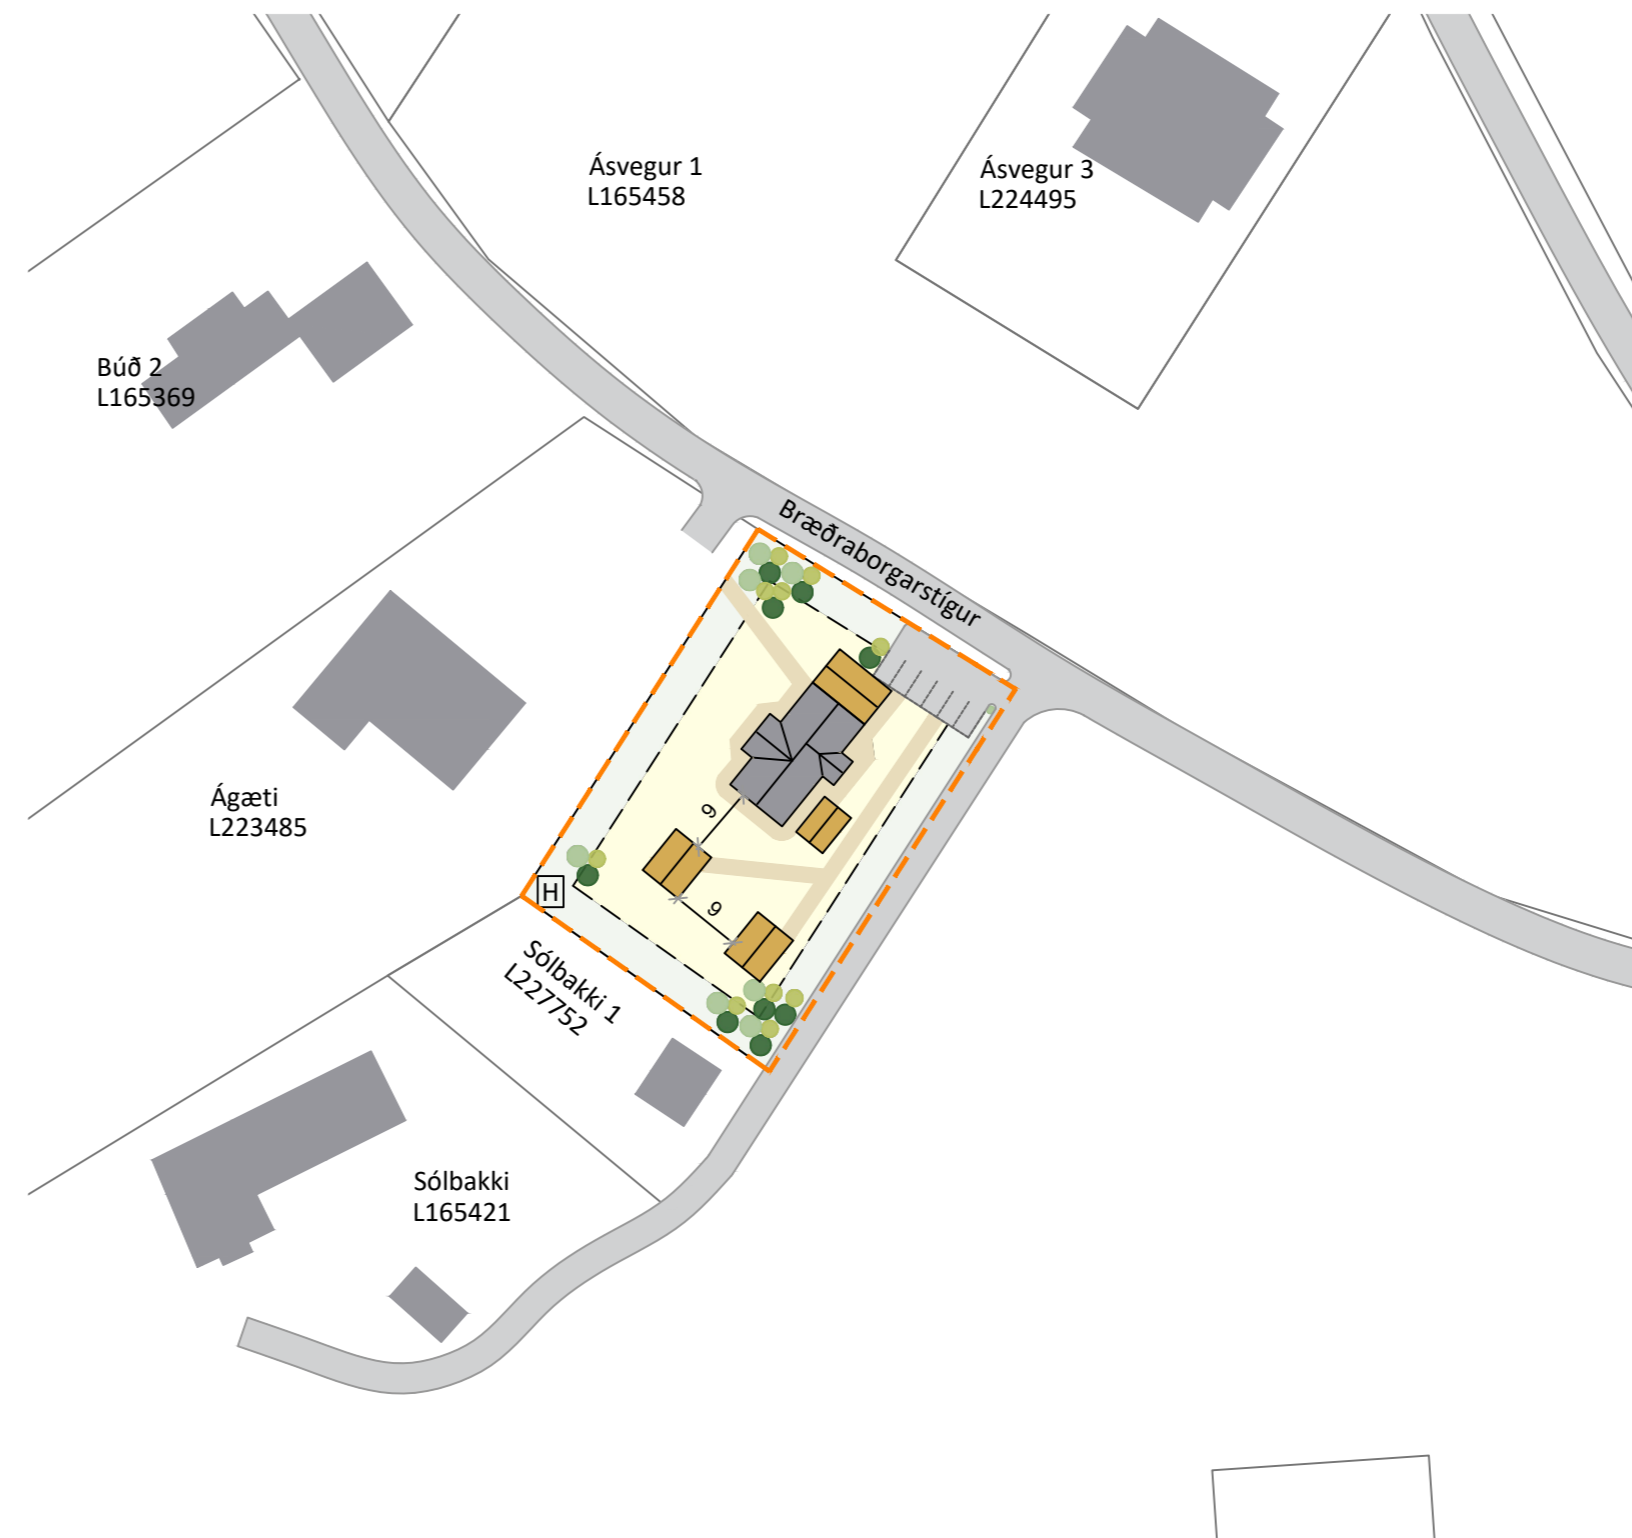 Ásvegur 1
L165458
Ásvegur 3
L224495
Búð 2
L165369
Bræðraborgarstígur
Ágæti
L223485
9
9
H
Sólbakki 1
L227752
Sólbakki
L165421